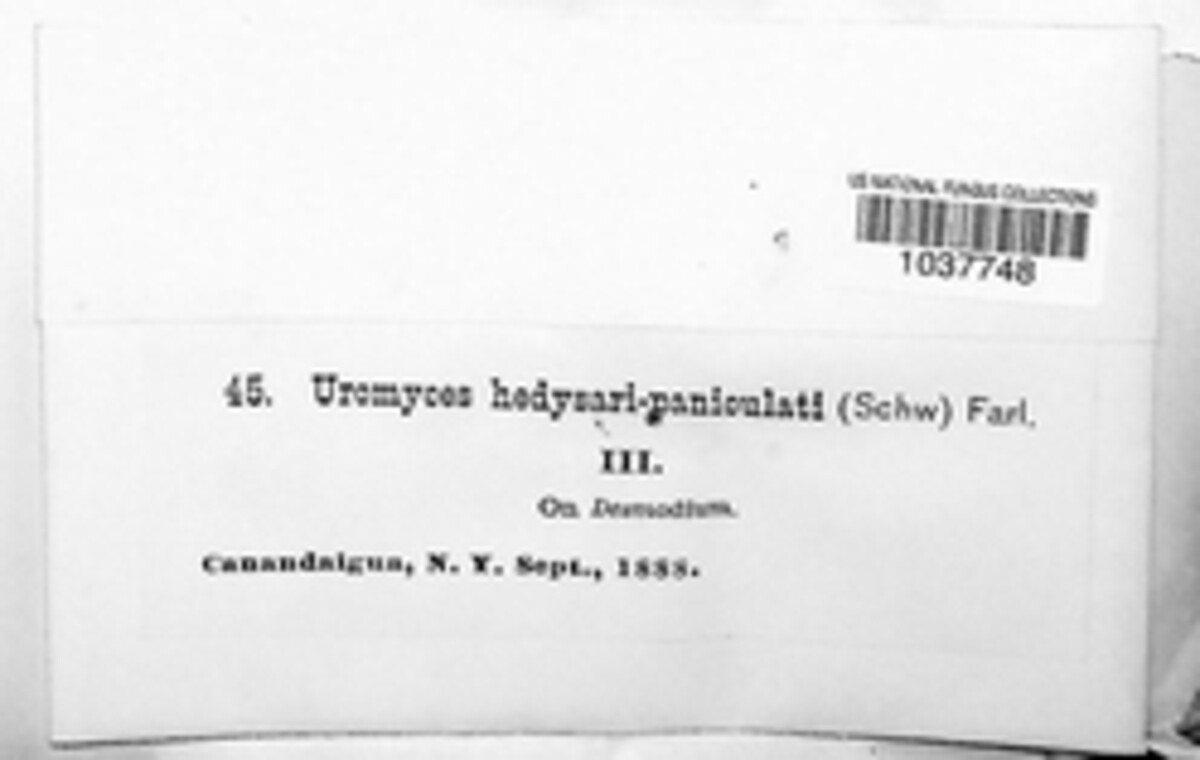 US NATIONAL FUNGUS COLLECTIONS
1037748
45. Uromyces hedysari-paniculati (Schw) Farl.
III.
On Desmodium.
Canandaigua, N. Y. Sept., 1888.